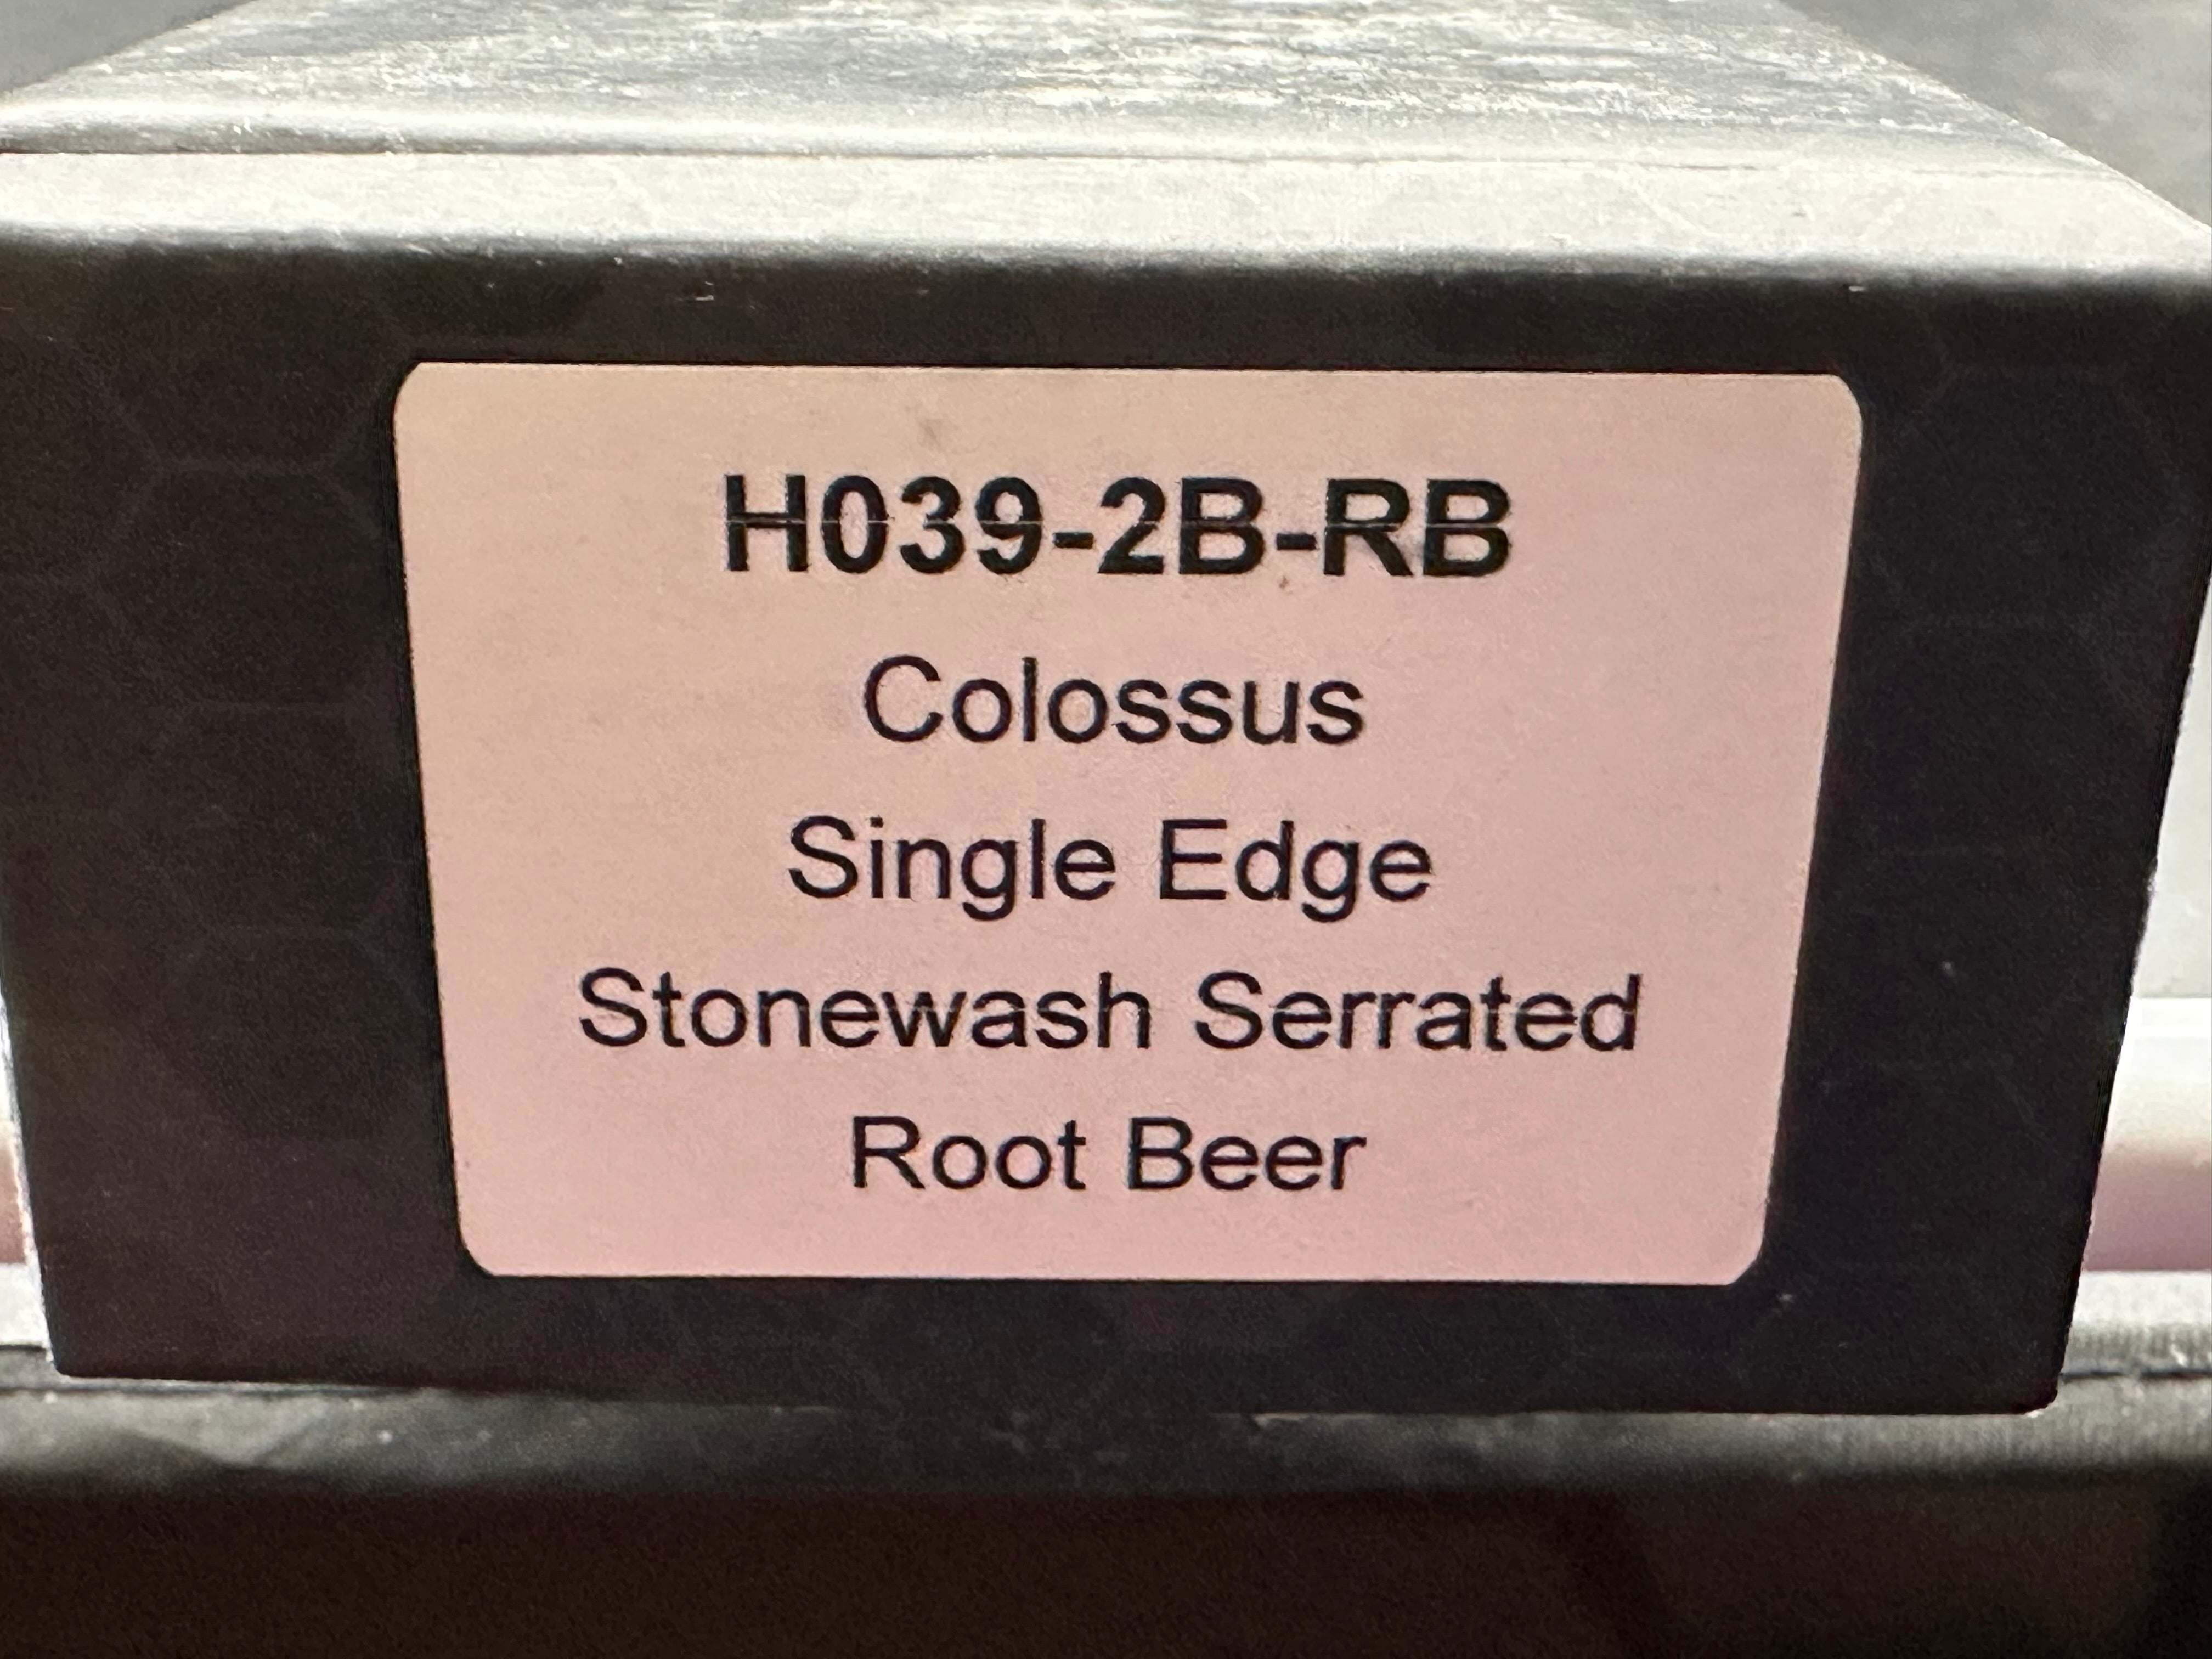 H039-2B-RB
Colossus
Single Edge
Stonewash Serrated
Root Beer